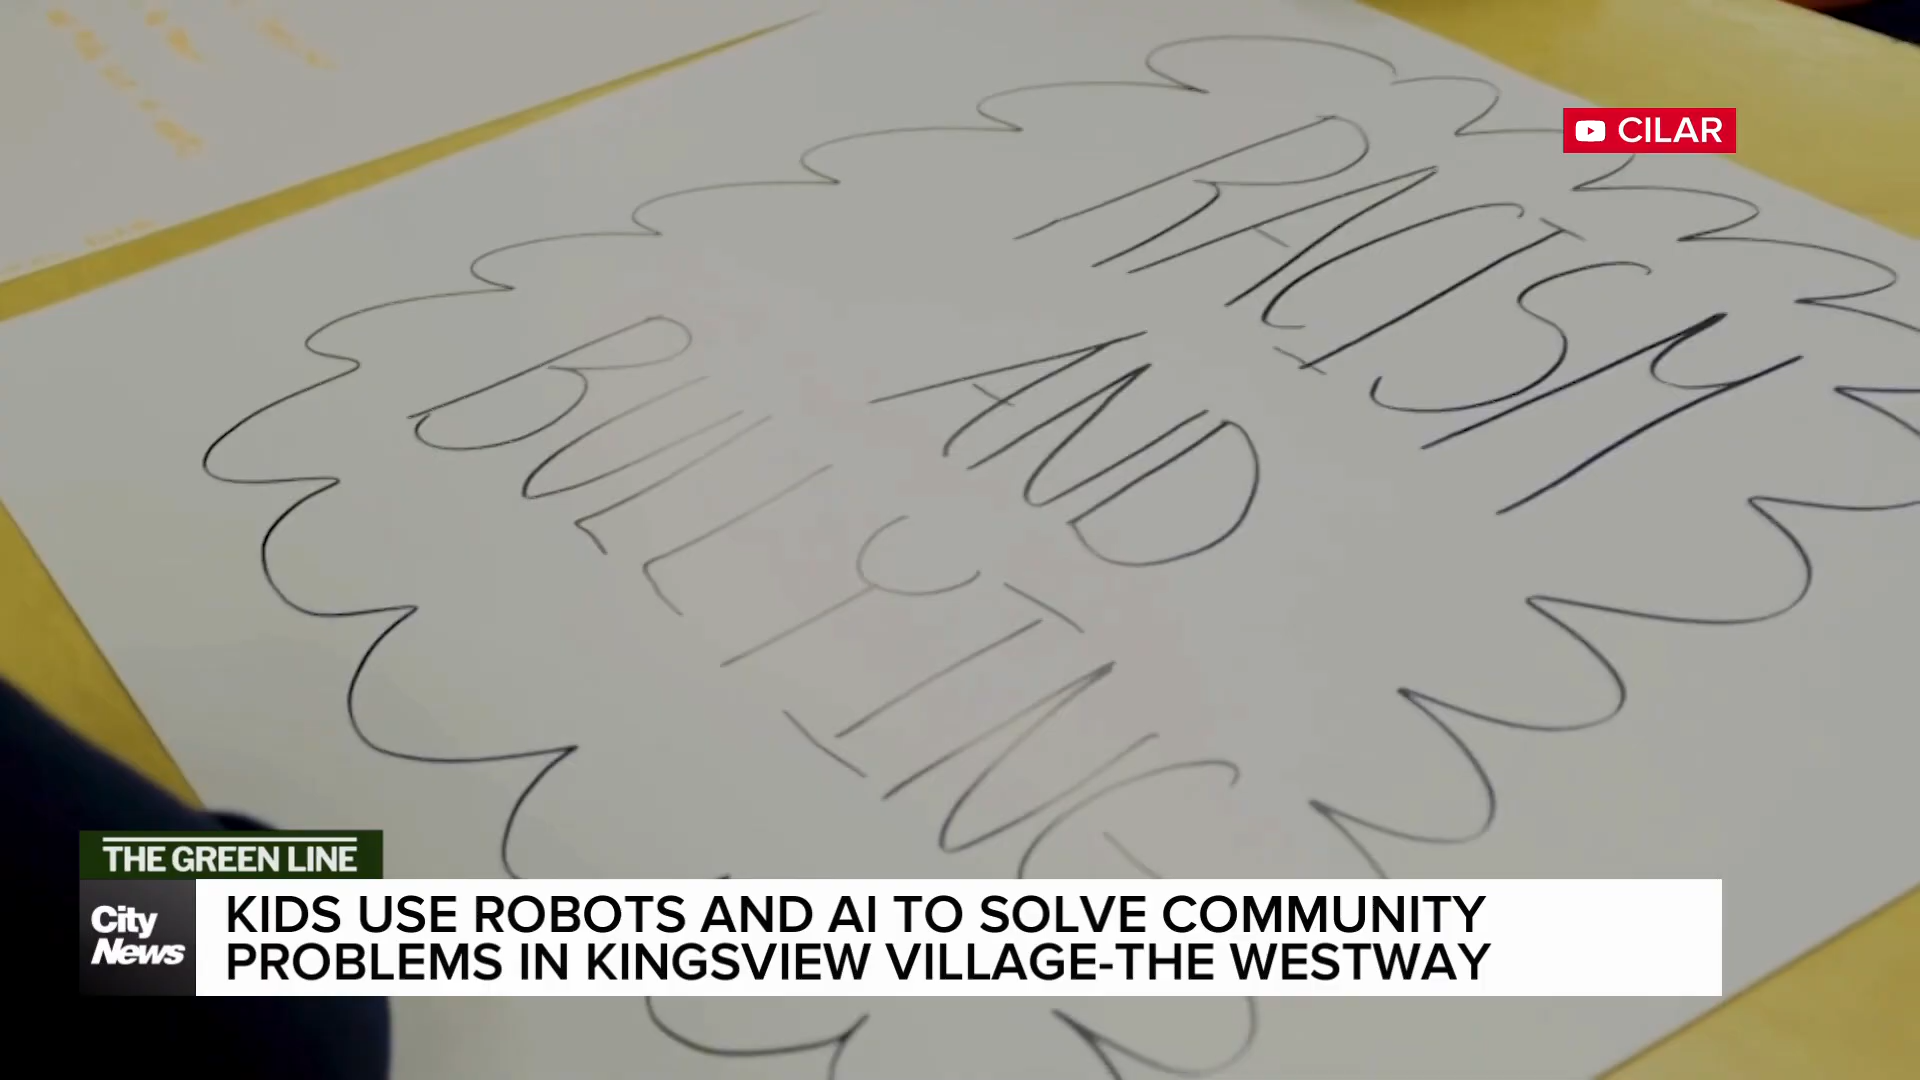 CILAR
RACISM
AND
BULLYING
THE GREEN LINE
City
News
KIDS USE ROBOTS AND AI TO SOLVE COMMUNITY
PROBLEMS IN KINGSVIEW VILLAGE-THE WESTWAY